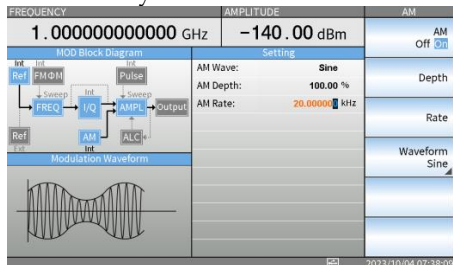 FREQUENCY
AMPLITUDE
AM
1.000000000000 GHz
-140.00 dBm
AM
Off On
MOD Block Diagram
Setting
Int
Int
Int
Ref
FMΦM
Pulse
Sweep
Int
Sweep
FREQ
I/Q
AMPL
Output
Ref
AM
ALC
Ext
Int
Modulation Waveform
AM Wave: Sine
AM Depth: 100.00 %
AM Rate: 20.00000 kHz
Depth
Rate
Waveform
Sine
2023/10/04 07:38:09